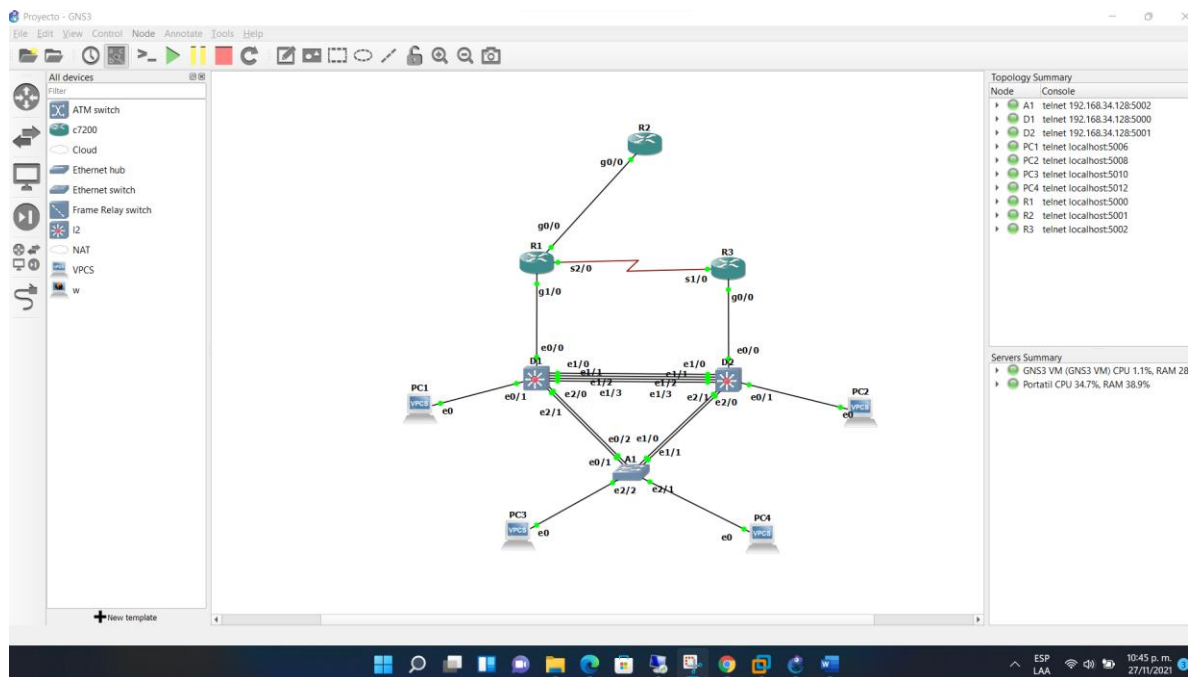 Proyecto - GNS3
File Edit View Control Node Annotate Tools Help
All devices
Filter
ATM switch
c7200
Cloud
Ethernet hub
Ethernet switch
Frame Relay switch
l2
NAT
VPCS
w
New template
R2
g0/0
g0/0
R1
s2/0
R3
s1/0
g1/0
g0/0
e0/0
e0/0
D1
D2
e1/0
e1/0
e1/1
e1/1
e1/2
e1/2
e1/3
e1/3
PC1
e0/1
e0
VPCS
e2/0
e2/1
e2/1
e2/0
e0/1
PC2
e0
VPCS
e0/2
e1/0
e0/1
e1/1
A1
e2/2
e2/1
PC3
e0
VPCS
PC4
e0
VPCS
Topology Summary
Node Console
A1 telnet 192.168.34.128:5002
D1 telnet 192.168.34.128:5000
D2 telnet 192.168.34.128:5001
PC1 telnet localhost:5006
PC2 telnet localhost:5008
PC3 telnet localhost:5010
PC4 telnet localhost:5012
R1 telnet localhost:5000
R2 telnet localhost:5001
R3 telnet localhost:5002
Servers Summary
GNS3 VM (GNS3 VM) CPU 1.1%, RAM 28
Portatil CPU 34.7%, RAM 38.9%
ESP
LAA
10:45 p. m.
27/11/2021